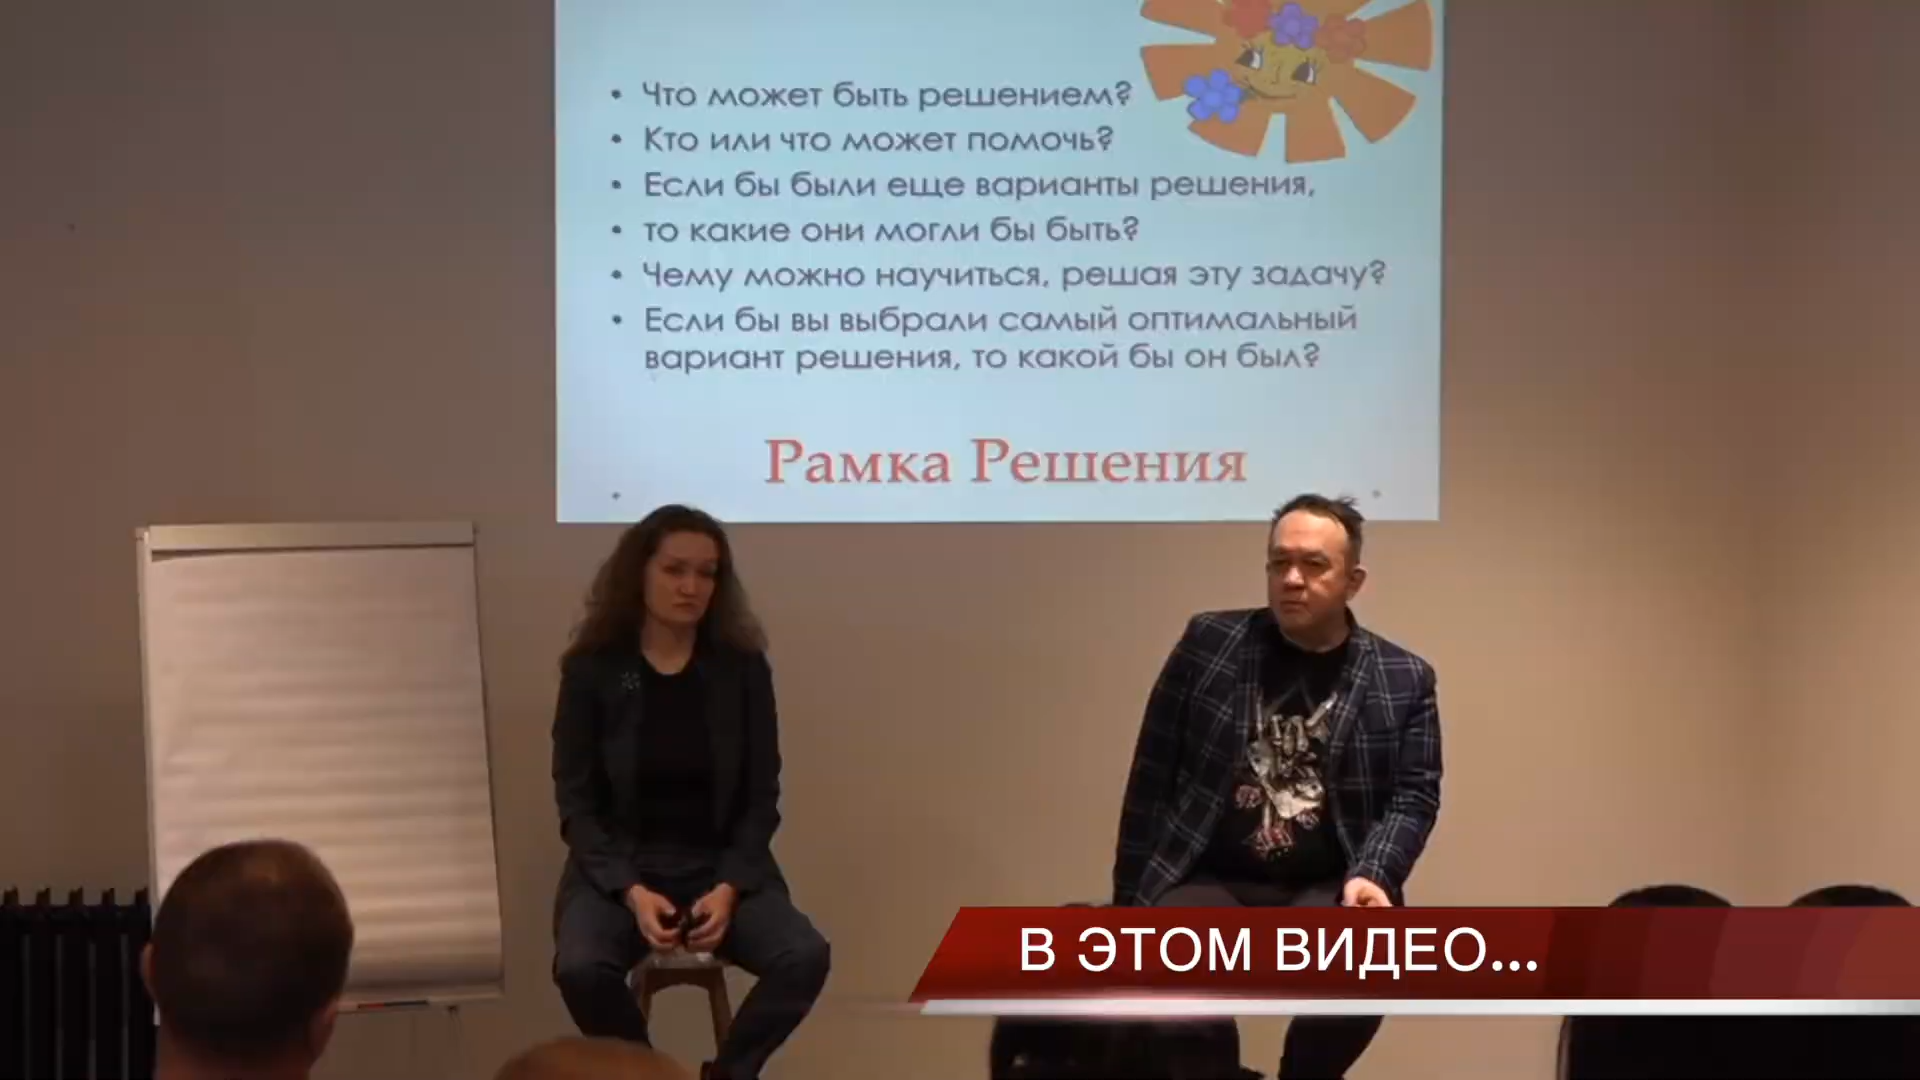 Что может быть решением?
Кто или что может помочь?
Если бы были еще варианты решения,
то какие они могли бы быть?
Чему можно научиться, решая эту задачу?
Если бы вы выбрали самый оптимальный
вариант решения, то какой бы он был?
Рамка Решения
В ЭТОМ ВИДЕО...